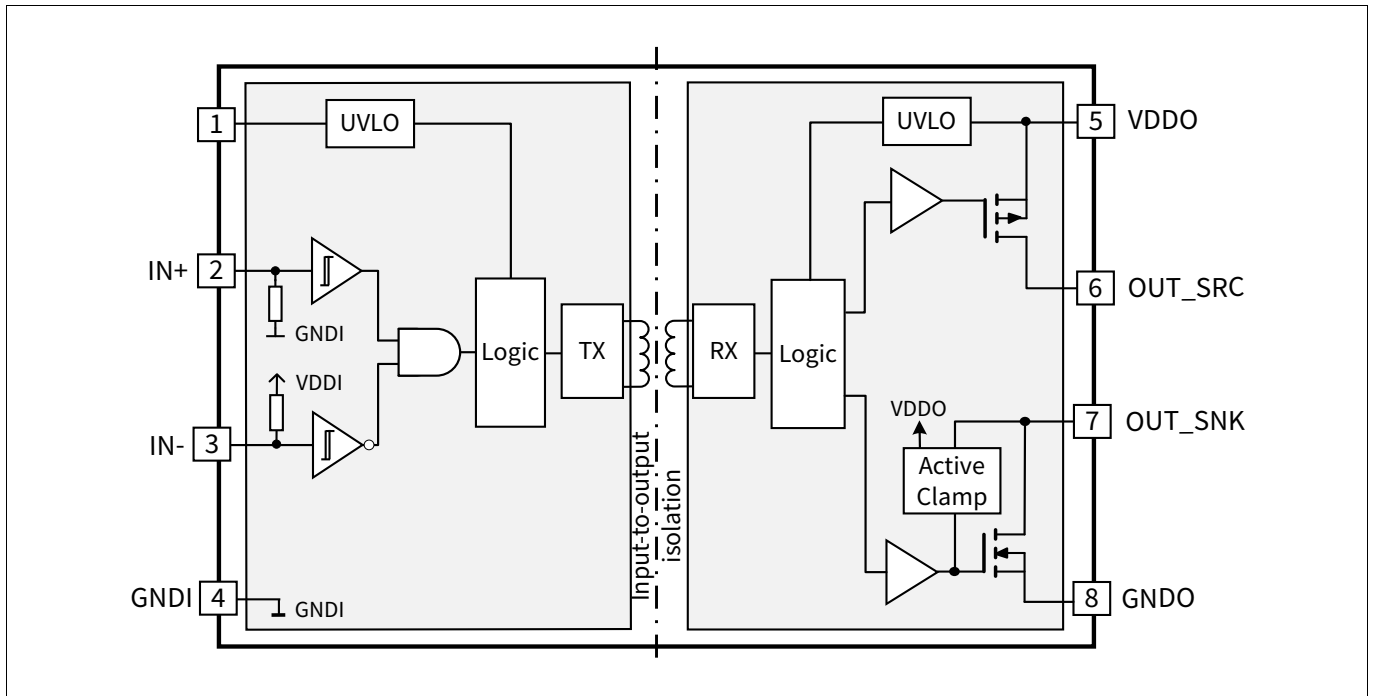 1
UVLO
IN+
2
GNDI
VDDI
IN-
3
GNDI
4
GNDI
Logic
TX
Input-to-output
isolation
RX
Logic
UVLO
5
VDDO
6
OUT_SRC
VDDO
Active
Clamp
7
OUT_SNK
8
GNDO